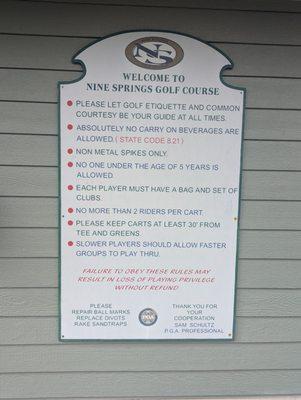 NS
WELCOME TO
NINE SPRINGS GOLF COURSE
PLEASE LET GOLF ETIQUETTE AND COMMON
COURTESY BE YOUR GUIDE AT ALL TIMES.
ABSOLUTELY NO CARRY ON BEVERAGES ARE
ALLOWED. ( STATE CODE 8.21 )
NON METAL SPIKES ONLY.
NO ONE UNDER THE AGE OF 5 YEARS IS
ALLOWED.
EACH PLAYER MUST HAVE A BAG AND SET OF
CLUBS.
NO MORE THAN 2 RIDERS PER CART.
PLEASE KEEP CARTS AT LEAST 30' FROM
TEE AND GREENS.
SLOWER PLAYERS SHOULD ALLOW FASTER
GROUPS TO PLAY THRU.
FAILURE TO OBEY THESE RULES MAY
RESULT IN LOSS OF PLAYING PRIVILEGE
WITHOUT REFUND
PLEASE
REPAIR BALL MARKS
REPLACE DIVOTS
RAKE SANDTRAPS
PGA
THANK YOU FOR
YOUR
COOPERATION
SAM SCHULTZ
P.G.A. PROFESSIONAL